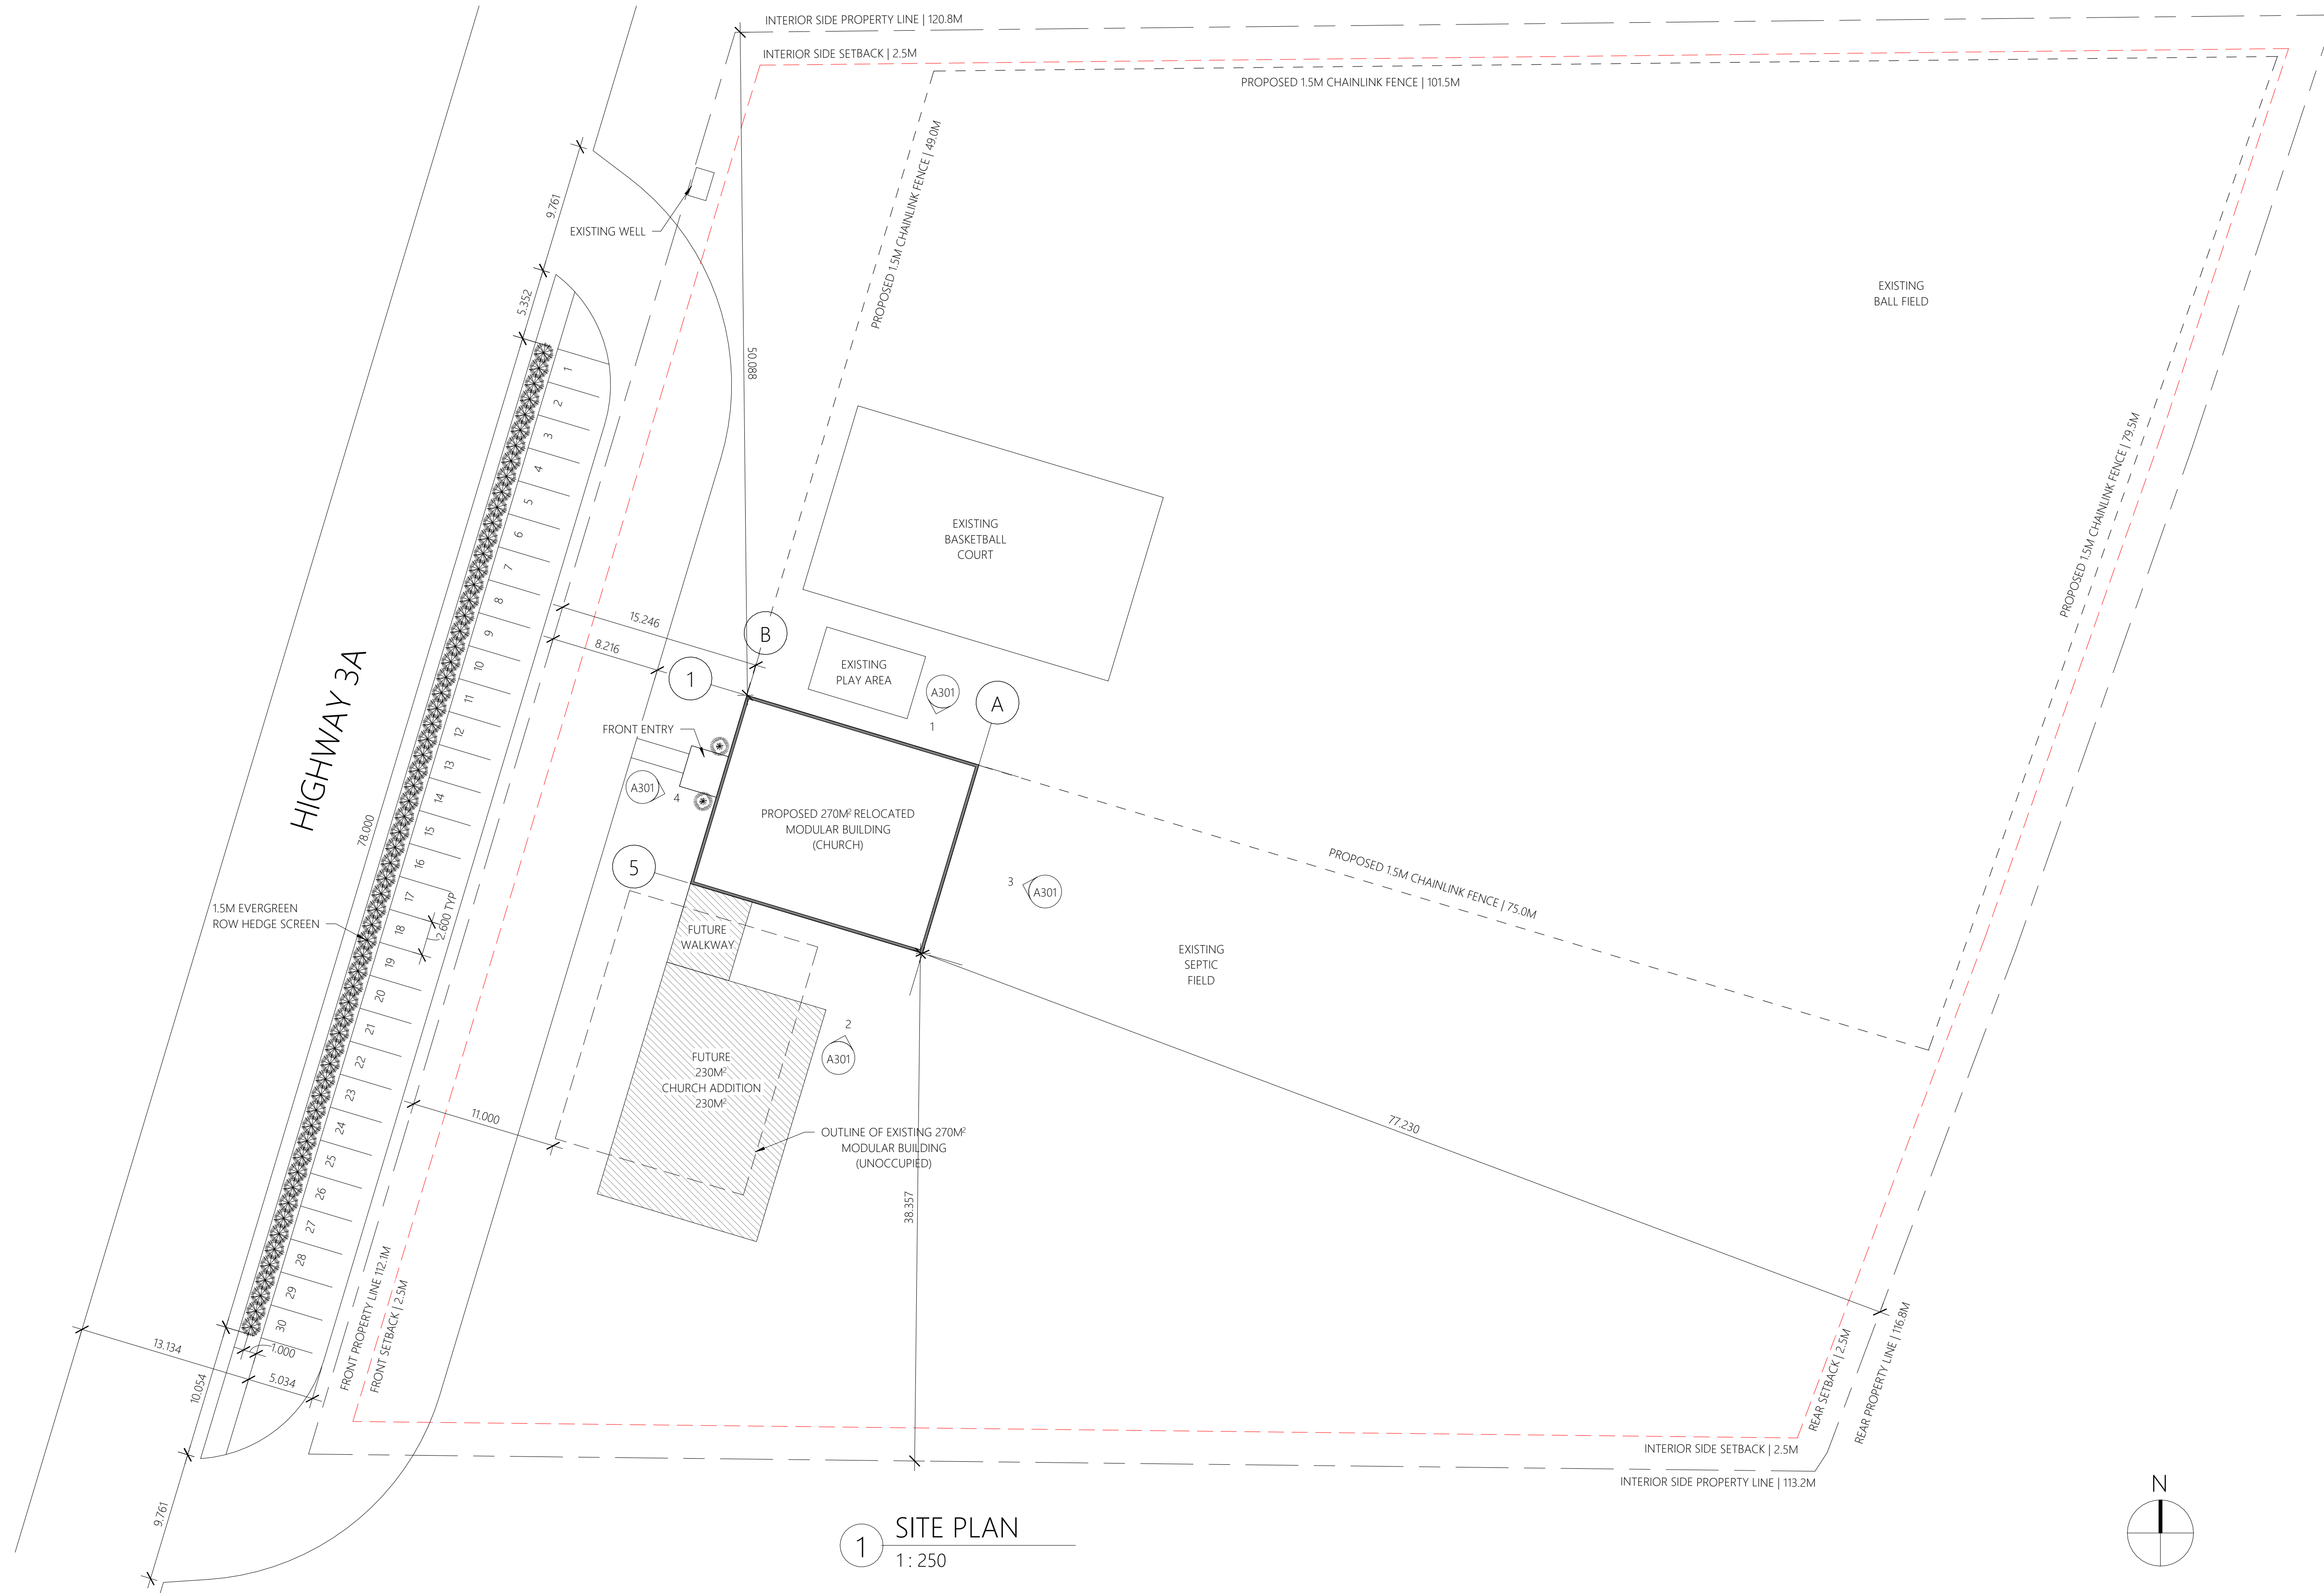 INTERIOR SIDE PROPERTY LINE | 120.8M
INTERIOR SIDE SETBACK | 2.5M
PROPOSED 1.5M CHAINLINK FENCE | 101.5M
PROPOSED 1.5M CHAINLINK FENCE | 49.0M
9.761
EXISTING WELL
5.352
EXISTING
BALL FIELD
50.088
PROPOSED 1.5M CHAINLINK FENCE | 79.5M
EXISTING
BASKETBALL
COURT
HIGHWAY 3A
15.246
8.216
B
1
EXISTING
PLAY AREA
A301
1
A
FRONT ENTRY
A301
4
PROPOSED 270M² RELOCATED
MODULAR BUILDING
(CHURCH)
5
A301
3
PROPOSED 1.5M CHAINLINK FENCE | 75.0M
78.000
1
2
3
4
5
6
7
8
9
10
11
12
13
14
15
16
17
18
19
20
21
22
23
24
25
26
27
28
29
30
2.600 TYP
1.5M EVERGREEN
ROW HEDGE SCREEN
FUTURE
WALKWAY
EXISTING
SEPTIC
FIELD
2
A301
FUTURE
230M²
CHURCH ADDITION
230M²
11.000
OUTLINE OF EXISTING 270M²
MODULAR BUILDING
(UNOCCUPIED)
77.230
38.357
FRONT PROPERTY LINE 112.1M
FRONT SETBACK | 2.5M
13.134
1.000
5.034
10.054
9.761
REAR SETBACK | 2.5M
REAR PROPERTY LINE | 116.8M
INTERIOR SIDE SETBACK | 2.5M
INTERIOR SIDE PROPERTY LINE | 113.2M
1
SITE PLAN
1 : 250
N